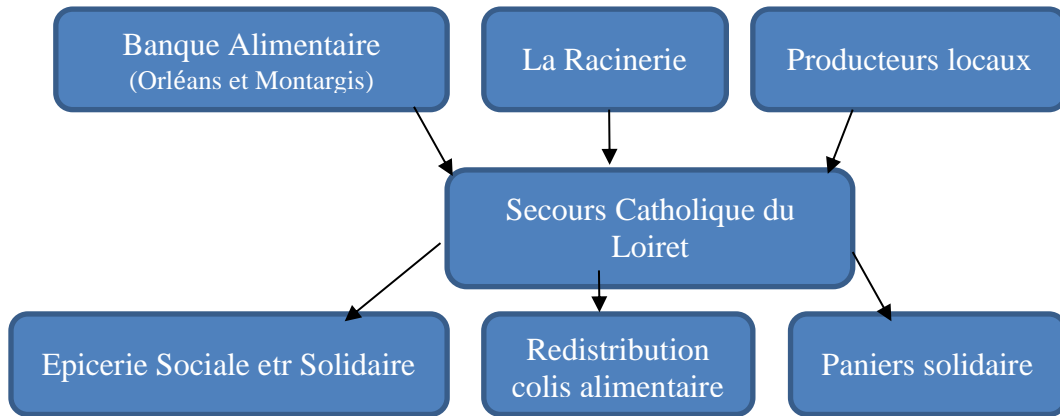 Banque Alimentaire
(Orléans et Montargis)
La Racinerie
Producteurs locaux
Secours Catholique du
Loiret
Epicerie Sociale etr Solidaire
Redistribution
colis alimentaire
Paniers solidaire